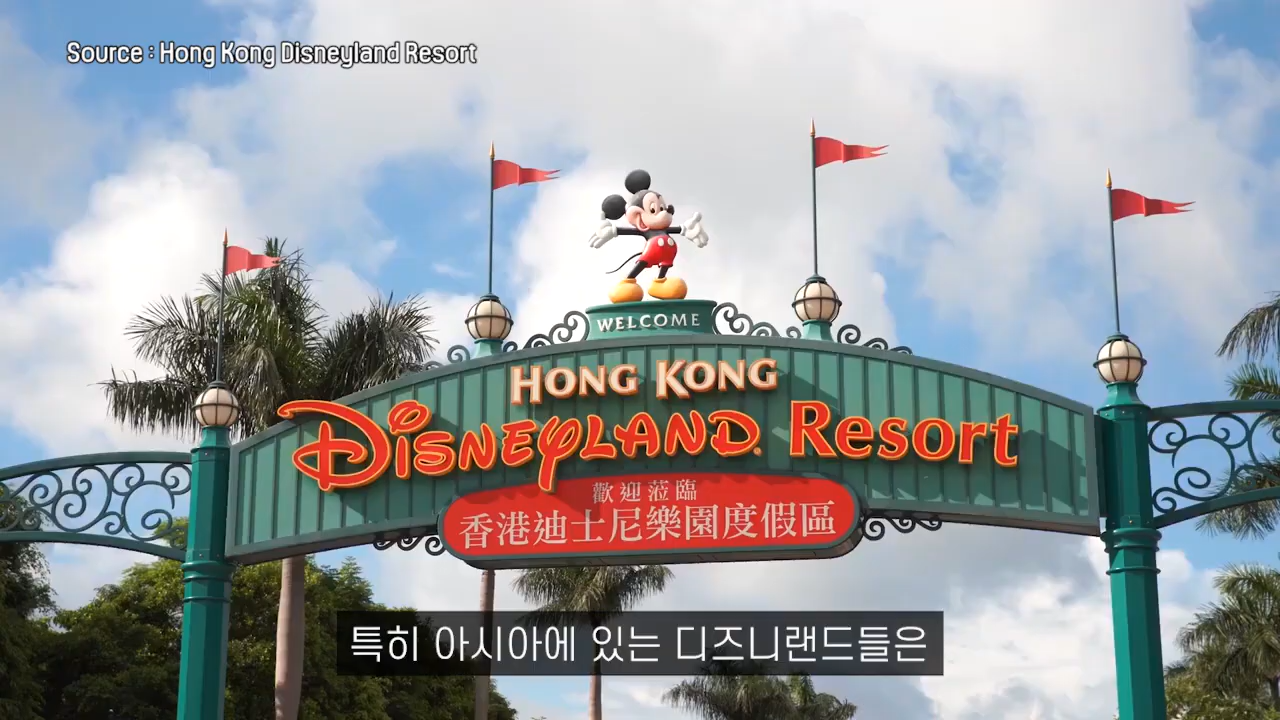 Source : Hong Kong Disneyland Resort
WELCOME
HONG KONG
DISNEYLAND Resort
歡迎蒞臨
香港迪士尼樂園度假區
특히 아시아에 있는 디즈니랜드들은